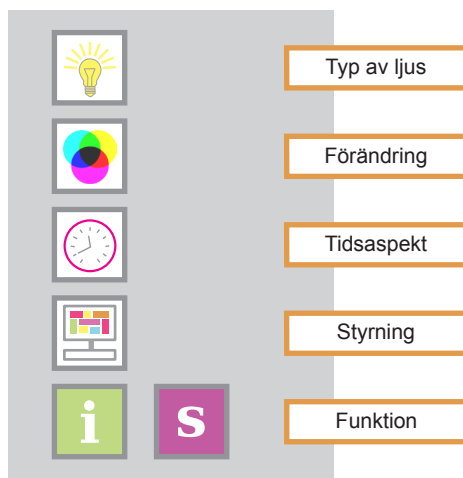 Typ av ljus
Förändring
Tidsaspekt
Styrning
i s Funktion